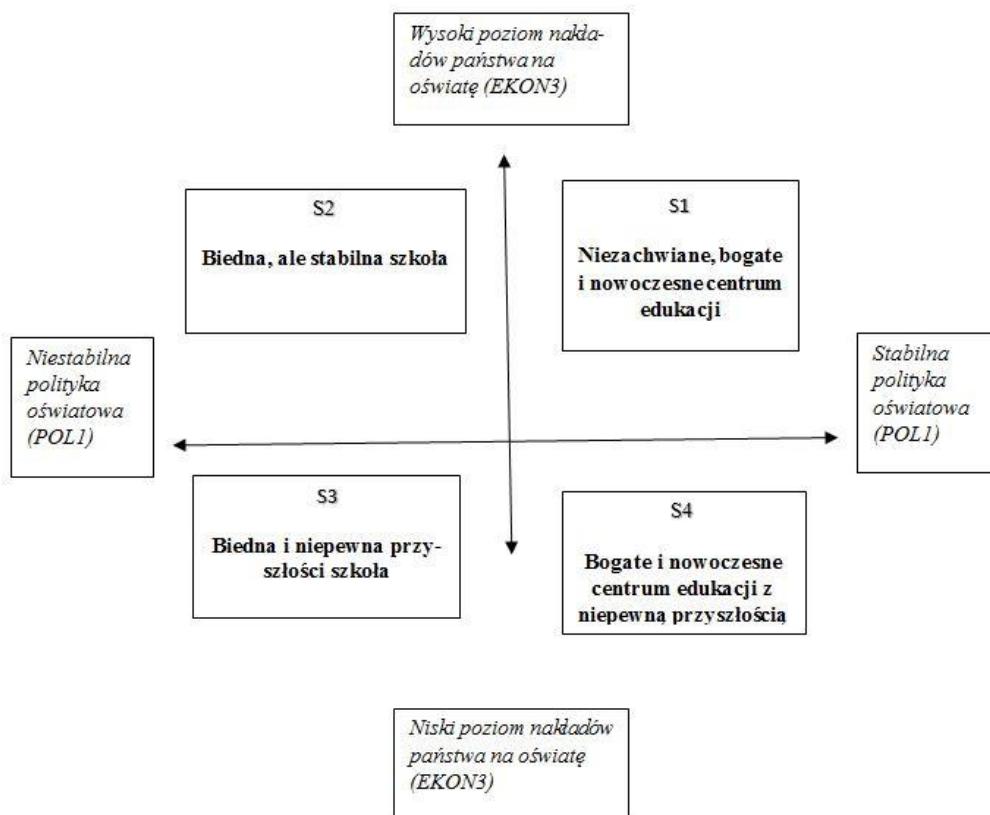 Wysoki poziom nakła-
dów państwa na
oświatę (EKON3)
S2
Biedna, ale stabilna szkoła
S1
Niezachwiane, bogate
i nowoczesne centrum
edukacji
Niestabilna
polityka
oświatowa
(POL1)
Stabilna
polityka
oświatowa
(POL1)
S3
Biedna i niepewna przy-
szłości szkoła
S4
Bogate i nowoczesne
centrum edukacji z
niepewną przyszłością
Niski poziom nakładów
państwa na oświatę
(EKON3)